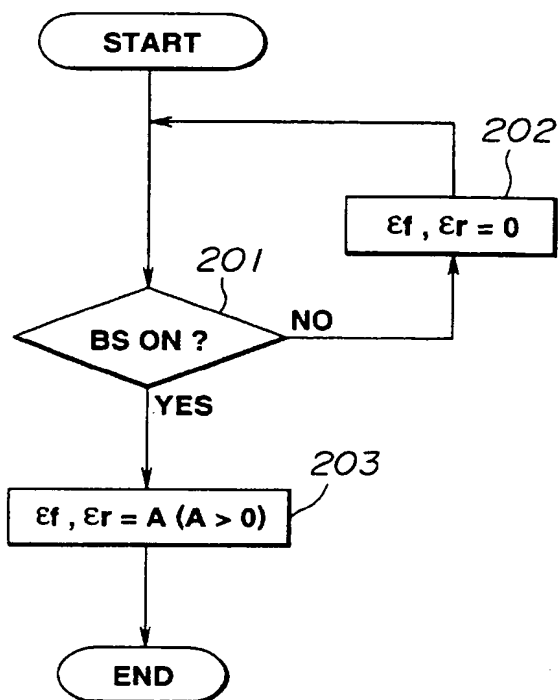 START
202
εf , εr = 0
201
BS ON ?
NO
YES
203
εf , εr = A (A > 0)
END